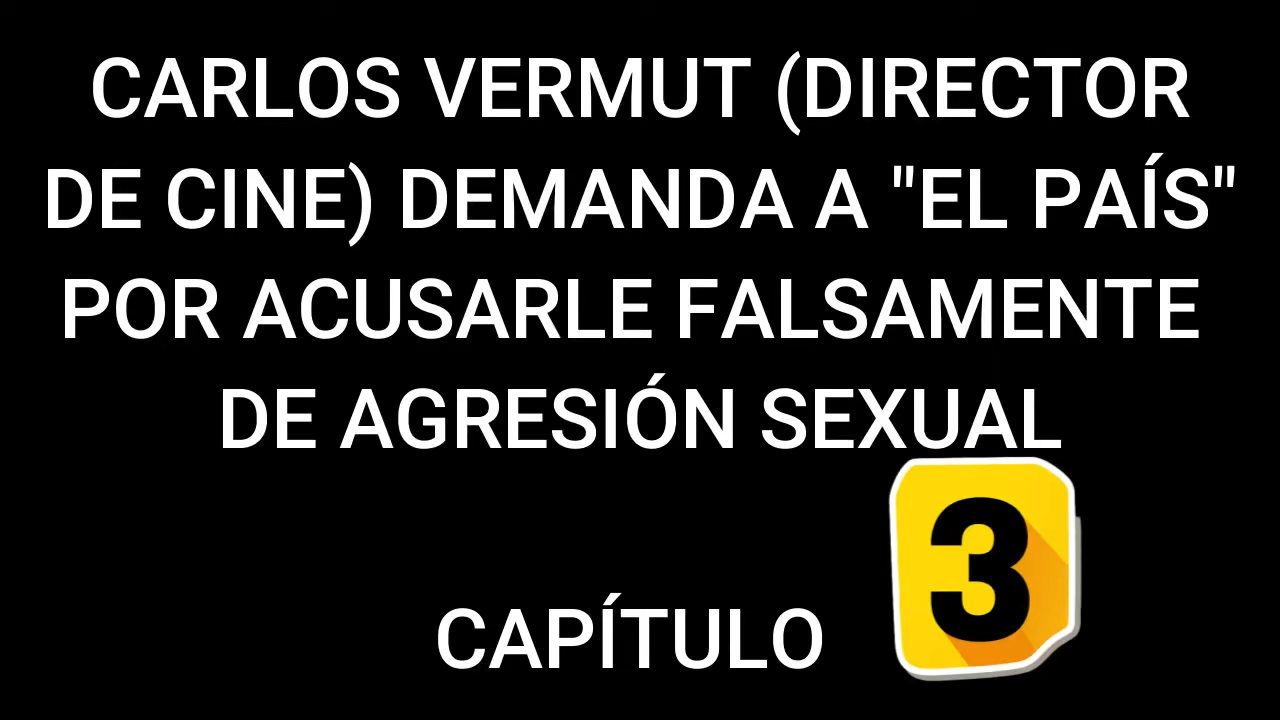 CARLOS VERMUT (DIRECTOR
DE CINE) DEMANDA A "EL PAÍS"
POR ACUSARLE FALSAMENTE
DE AGRESIÓN SEXUAL
CAPÍTULO 3